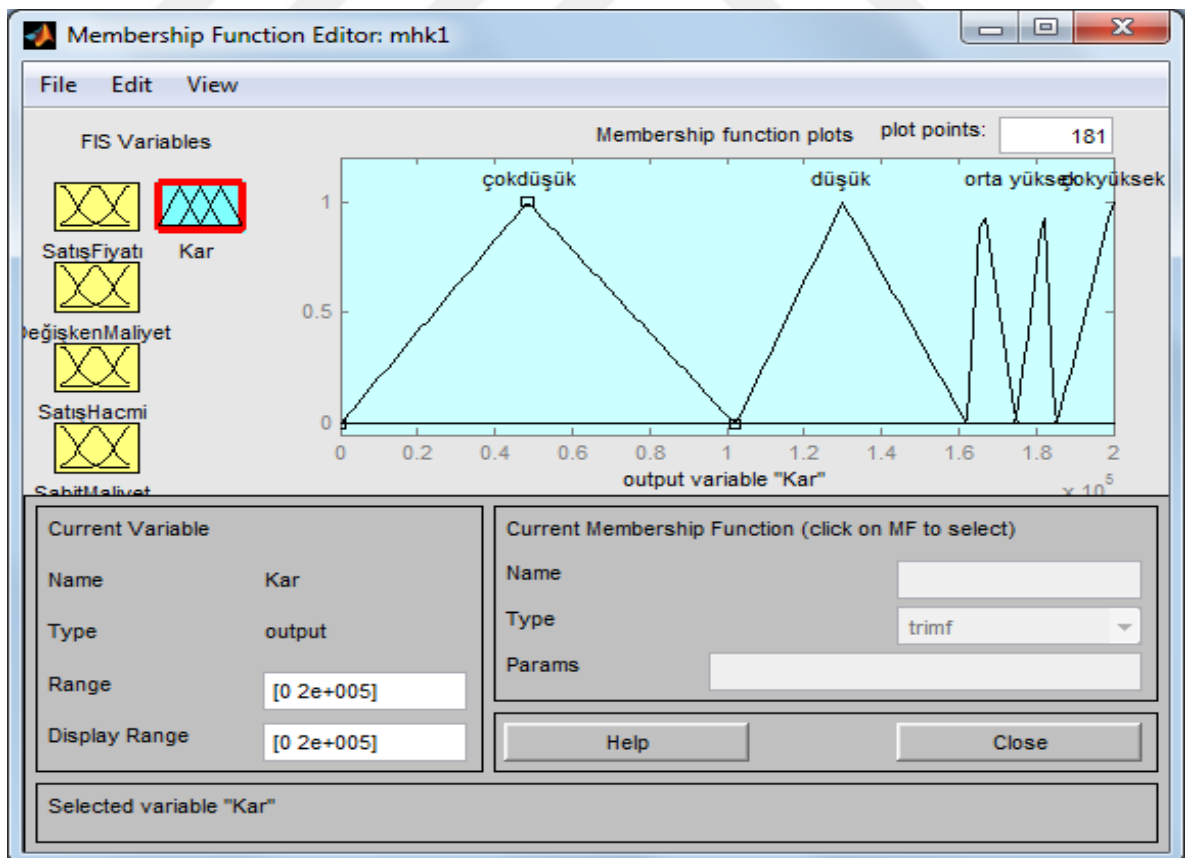 Membership Function Editor: mhk1
File Edit View
FIS Variables
Membership function plots plot points: 181
SatışFiyatı Kar
DeğişkenMaliyet
SatışHacmi
SabitMaliyet
çokdüşük düşük orta yüksek çokyüksek
1
0.5
0
0 0.2 0.4 0.6 0.8 1 1.2 1.4 1.6 1.8 2
output variable "Kar"
x 10^5
Current Variable
Name Kar
Type output
Range [0 2e+005]
Display Range [0 2e+005]
Current Membership Function (click on MF to select)
Name
Type trimf
Params
Help Close
Selected variable "Kar"